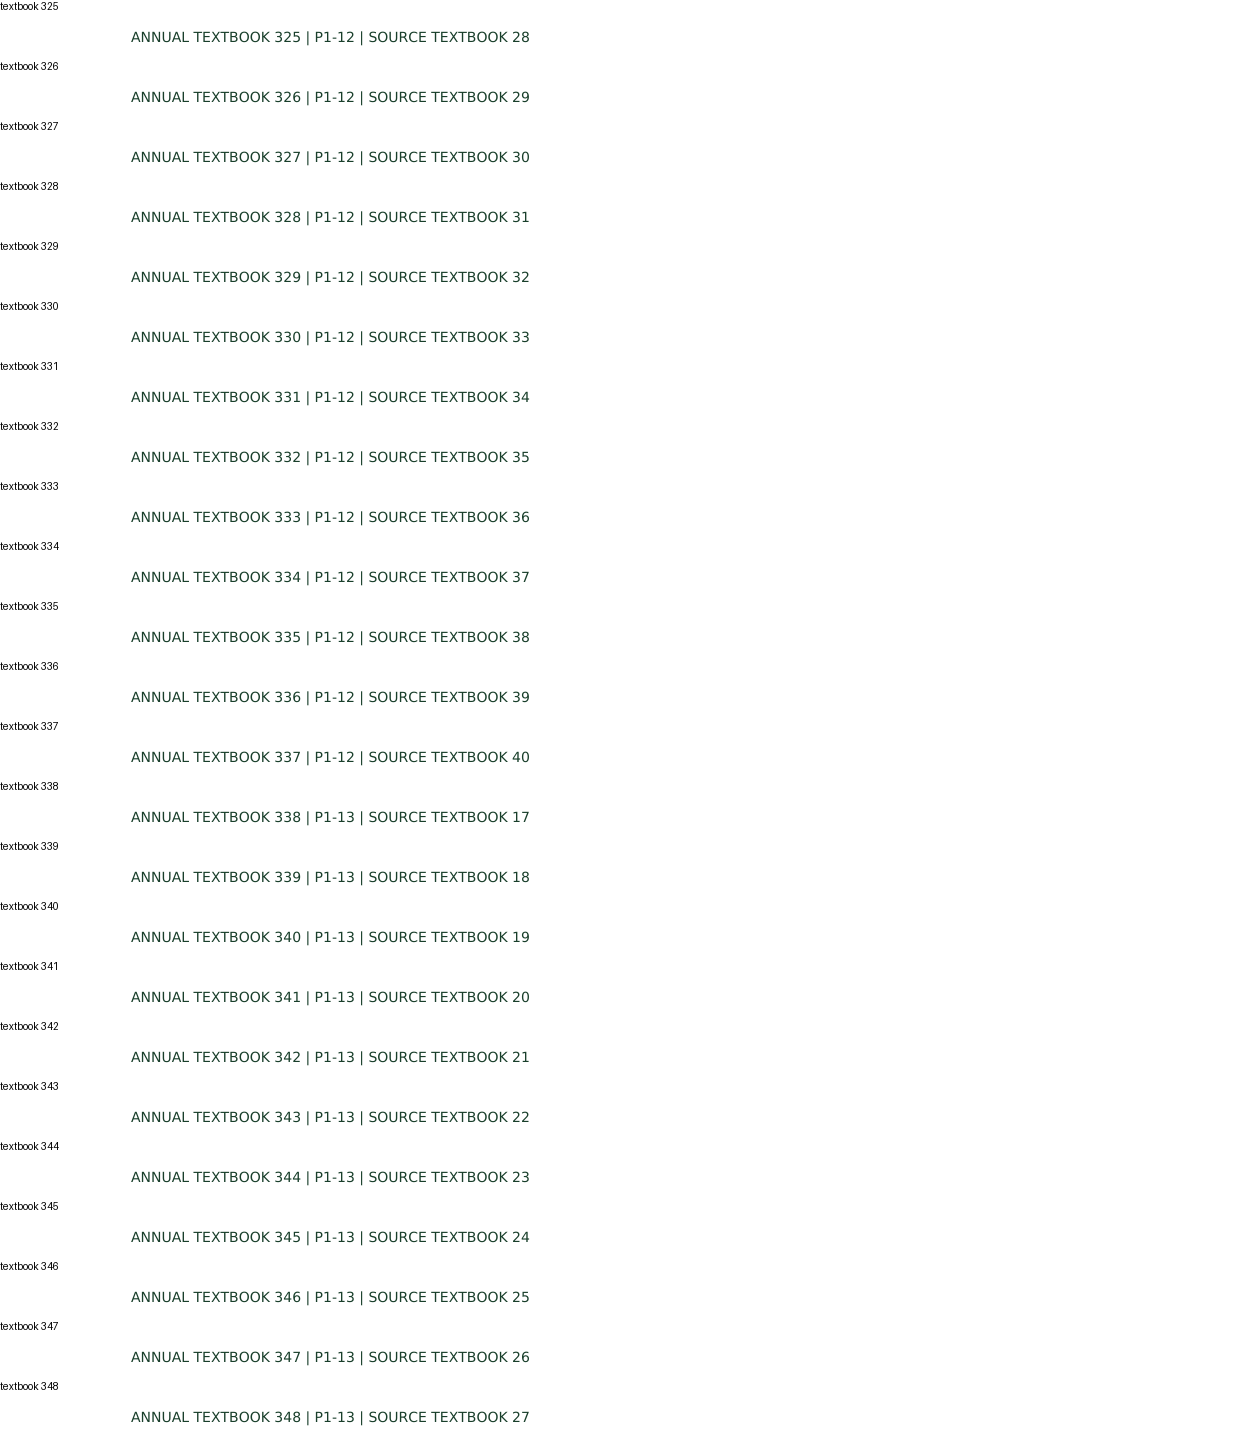 textbook 325
ANNUAL TEXTBOOK 325 | P1-12 | SOURCE TEXTBOOK 28
textbook 326
ANNUAL TEXTBOOK 326 | P1-12 | SOURCE TEXTBOOK 29
textbook 327
ANNUAL TEXTBOOK 327 | P1-12 | SOURCE TEXTBOOK 30
textbook 328
ANNUAL TEXTBOOK 328 | P1-12 | SOURCE TEXTBOOK 31
textbook 329
ANNUAL TEXTBOOK 329 | P1-12 | SOURCE TEXTBOOK 32
textbook 330
ANNUAL TEXTBOOK 330 | P1-12 | SOURCE TEXTBOOK 33
textbook 331
ANNUAL TEXTBOOK 331 | P1-12 | SOURCE TEXTBOOK 34
textbook 332
ANNUAL TEXTBOOK 332 | P1-12 | SOURCE TEXTBOOK 35
textbook 333
ANNUAL TEXTBOOK 333 | P1-12 | SOURCE TEXTBOOK 36
textbook 334
ANNUAL TEXTBOOK 334 | P1-12 | SOURCE TEXTBOOK 37
textbook 335
ANNUAL TEXTBOOK 335 | P1-12 | SOURCE TEXTBOOK 38
textbook 336
ANNUAL TEXTBOOK 336 | P1-12 | SOURCE TEXTBOOK 39
textbook 337
ANNUAL TEXTBOOK 337 | P1-12 | SOURCE TEXTBOOK 40
textbook 338
ANNUAL TEXTBOOK 338 | P1-13 | SOURCE TEXTBOOK 17
textbook 339
ANNUAL TEXTBOOK 339 | P1-13 | SOURCE TEXTBOOK 18
textbook 340
ANNUAL TEXTBOOK 340 | P1-13 | SOURCE TEXTBOOK 19
textbook 341
ANNUAL TEXTBOOK 341 | P1-13 | SOURCE TEXTBOOK 20
textbook 342
ANNUAL TEXTBOOK 342 | P1-13 | SOURCE TEXTBOOK 21
textbook 343
ANNUAL TEXTBOOK 343 | P1-13 | SOURCE TEXTBOOK 22
textbook 344
ANNUAL TEXTBOOK 344 | P1-13 | SOURCE TEXTBOOK 23
textbook 345
ANNUAL TEXTBOOK 345 | P1-13 | SOURCE TEXTBOOK 24
textbook 346
ANNUAL TEXTBOOK 346 | P1-13 | SOURCE TEXTBOOK 25
textbook 347
ANNUAL TEXTBOOK 347 | P1-13 | SOURCE TEXTBOOK 26
textbook 348
ANNUAL TEXTBOOK 348 | P1-13 | SOURCE TEXTBOOK 27